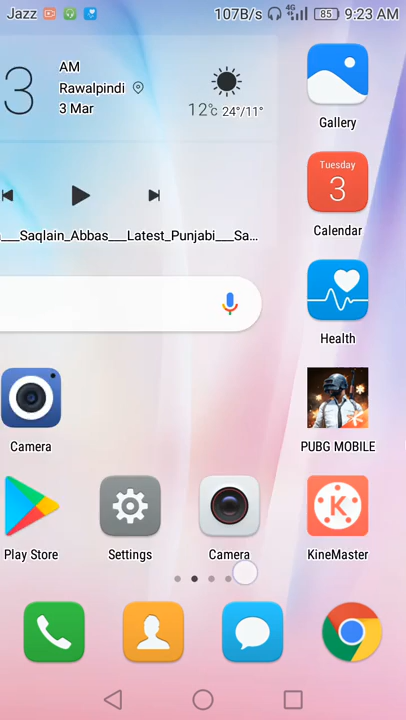 Jazz 107B/s 4G 85 9:23 AM
3 AM
Rawalpindi
3 Mar
12°c 24°/11°
___Saqlain_Abbas___Latest_Punjabi___Sa...
Gallery
Tuesday
3
Calendar
Health
Camera
PUBG MOBILE
Play Store
Settings
Camera
K
KineMaster